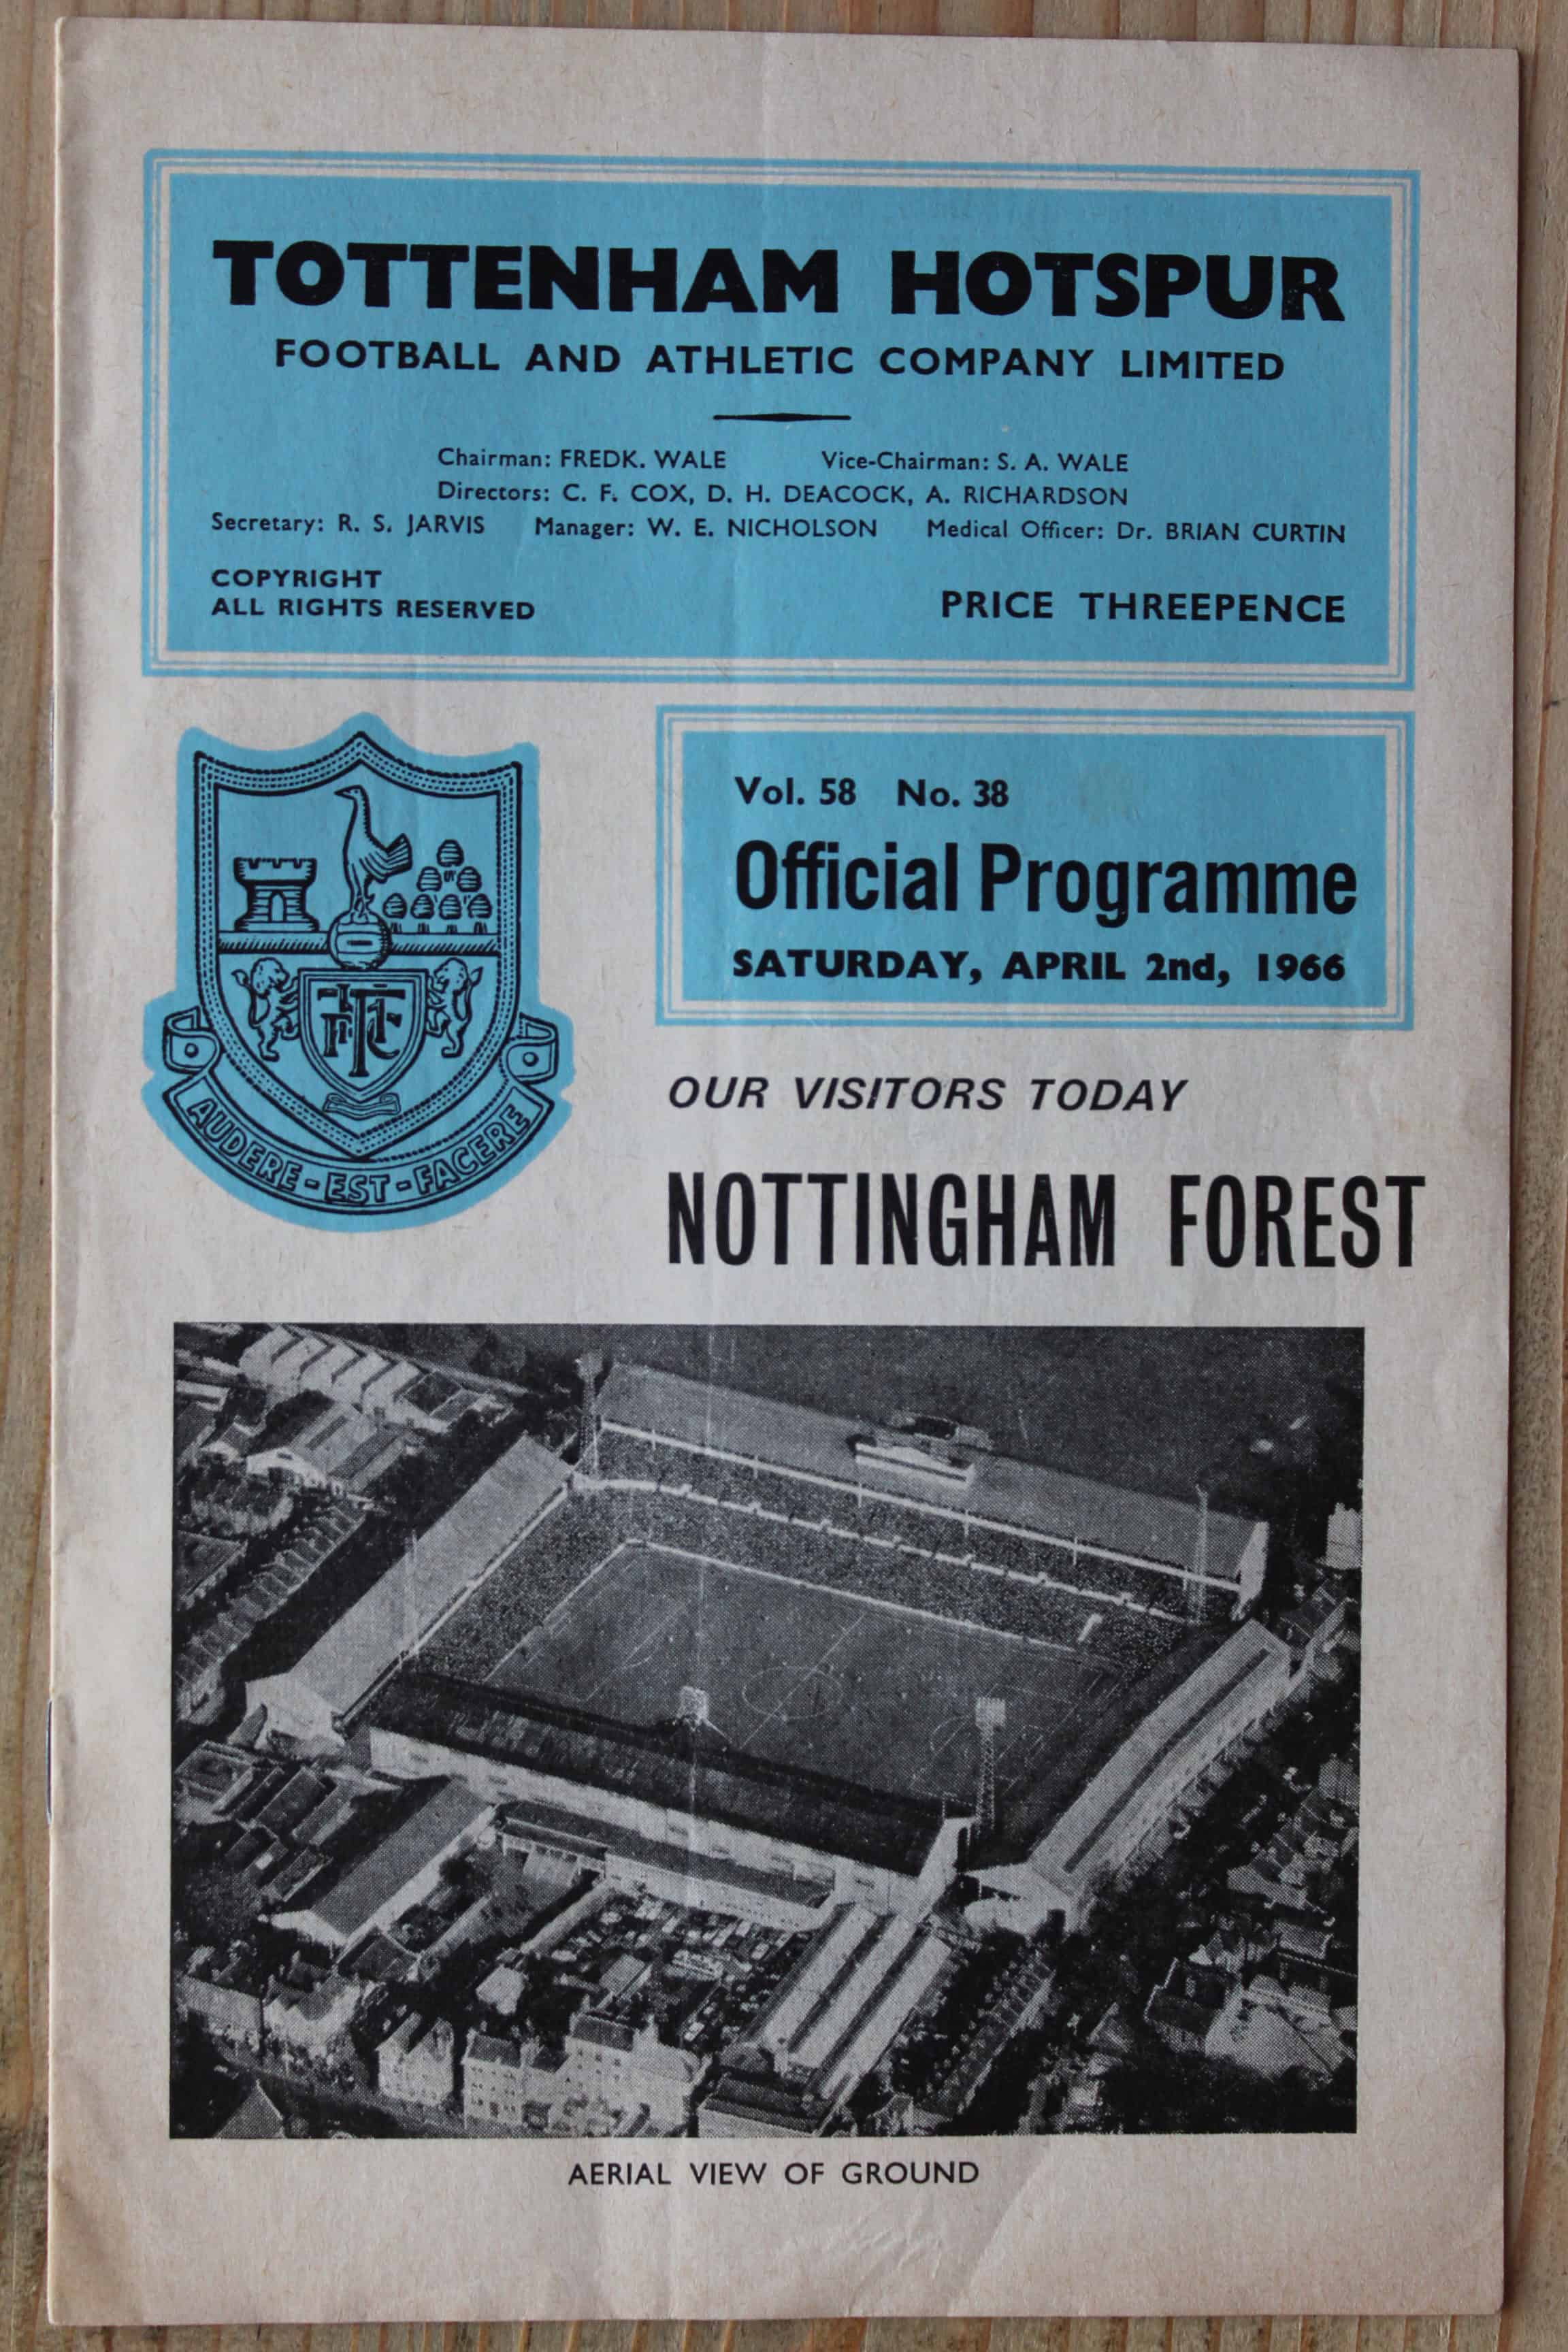 TOTTENHAM HOTSPUR
FOOTBALL AND ATHLETIC COMPANY LIMITED
Chairman: FREDK. WALE Vice-Chairman: S. A. WALE
Directors: C. F. COX, D. H. DEACOCK, A. RICHARDSON
Secretary: R. S. JARVIS Manager: W. E. NICHOLSON Medical Officer: Dr. BRIAN CURTIN
COPYRIGHT
ALL RIGHTS RESERVED
PRICE THREEPENCE
Vol. 58 No. 38
Official Programme
SATURDAY, APRIL 2nd, 1966
AUDERE-EST-FACERE
OUR VISITORS TODAY
NOTTINGHAM FOREST
AERIAL VIEW OF GROUND